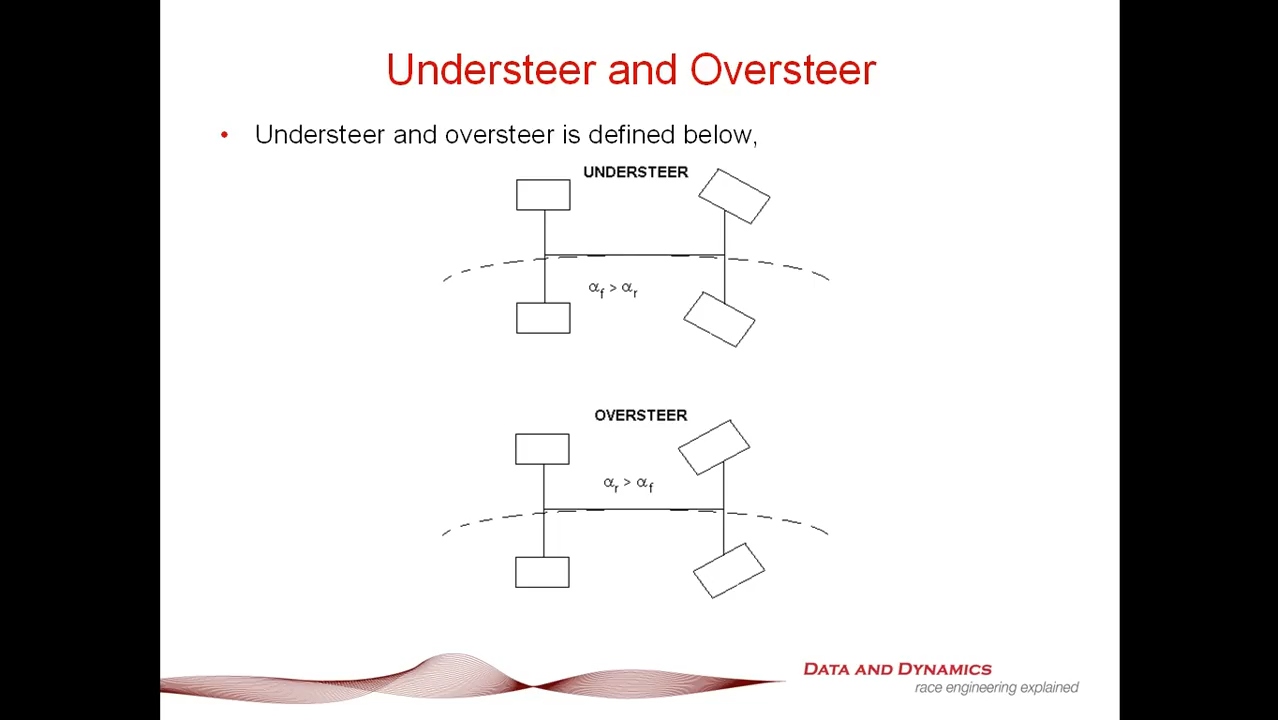 Understeer and Oversteer
• Understeer and oversteer is defined below,
UNDERSTEER
αf > αr
OVERSTEER
αr > αf
DATA AND DYNAMICS
race engineering explained